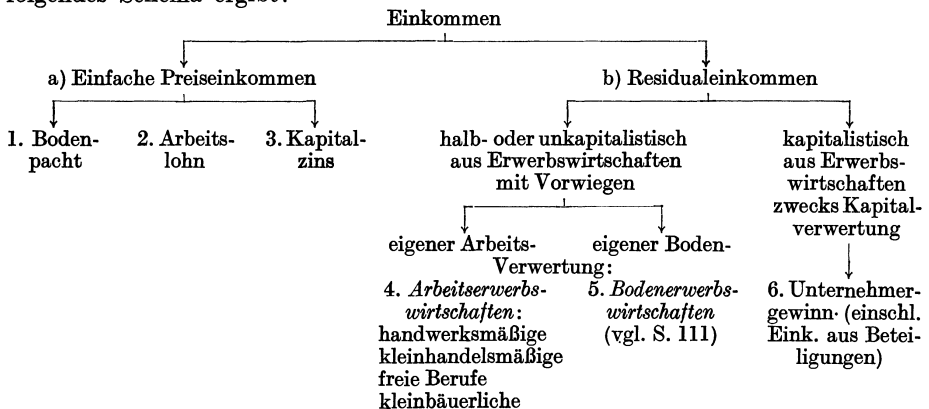 folgendes Schema ergibt:
Einkommen
a) Einfache Preiseinkommen
b) Residualeinkommen
1. Boden-
pacht
2. Arbeits-
lohn
3. Kapital-
zins
halb- oder unkapitalistisch
aus Erwerbswirtschaften
mit Vorwiegen
kapitalistisch
aus Erwerbs-
wirtschaften
zwecks Kapital-
verwertung
eigener Arbeits-
eigener Boden-
Verwertung:
4. Arbeitserwerbs-
wirtschaften:
handwerksmäßige
kleinhandelsmäßige
freie Berufe
kleinbäuerliche
5. Bodenerwerbs-
wirtschaften
(vgl. S. 111)
6. Unternehmer-
gewinn· (einschl.
Eink. aus Betei-
ligungen)